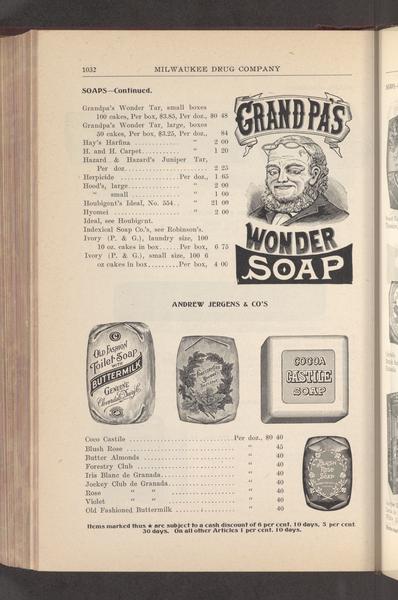 1032 MILWAUKEE DRUG COMPANY
SOAPS—Continued.
Grandpa's Wonder Tar, small boxes
100 cakes, Per box, $3.85, Per doz., $0 48
Grandpa's Wonder Tar, large boxes
50 cakes, Per box, $3.25, Per doz., 84
Hay's Harfina .............. " 2 00
H. and H. Carpet............ " 1 20
Hazard & Hazard's Juniper Tar,
Per doz........................ 2 25
Herpicide ..............Per doz., 1 65
Hood's, large............... " 2 00
" small ............... " 1 00
Houbigant's Ideal, No. 554.. " 21 00
Hyomei ............... " 2 00
Ideal, see Houbigant.
Indexical Soap Co.'s, see Robinson's.
Ivory (P. & G.), laundry size, 100
10 oz. cakes in box......Per box, 6 75
Ivory (P. & G.), small size, 100 6
oz cakes in box.........Per box, 4 00
GRANDPA'S
WONDER
SOAP
ANDREW JERGENS & CO'S
OLD FASHION
Toilet Soap
BUTTERMILK
GENUINE
COCOA
CASTILE
SOAP
Coco Castile ........................Per doz., $0 40
Blush Rose ........................ " 45
Butter Almonds ........................ " 40
Forestry Club ........................ " 40
Iris Blanc de Granada.................. " 40
Jockey Club de Granada................. " 40
Rose " " .................. " 40
Violet " " .................. " 40
Old Fashioned Buttermilk .............. " 40
BLUSH
ROSE
SOAP
Items marked thus ★ are subject to a cash discount of 6 per cent. 10 days, 5 per cent
30 days. On all other Articles 1 per cent. 10 days.